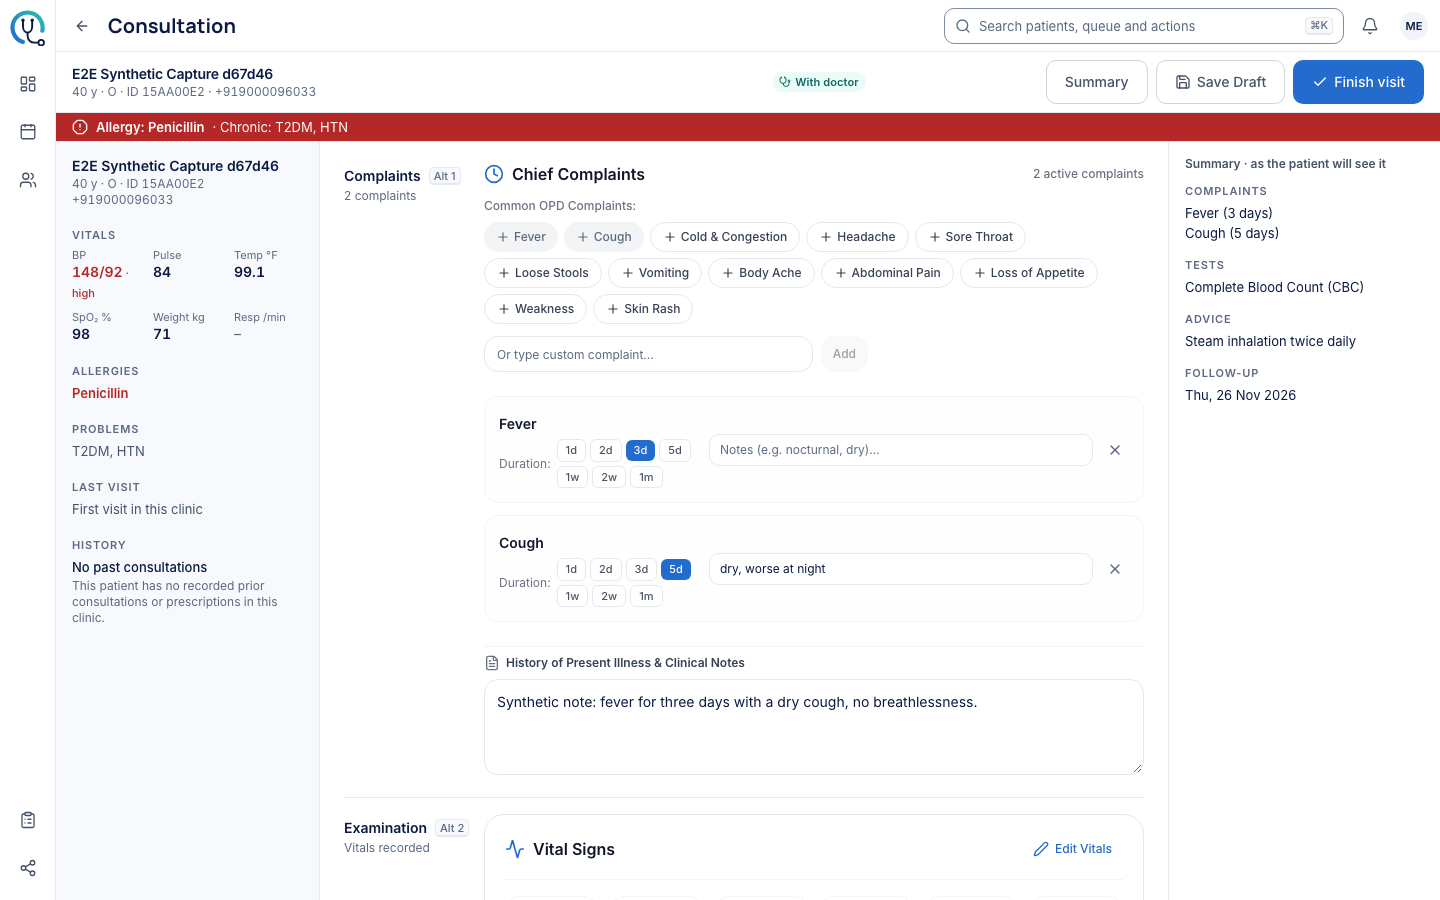 Consultation
Search patients, queue and actions
⌘K
ME
E2E Synthetic Capture d67d46
40 y · O · ID 15AA00E2 · +919000096033
With doctor
Summary
Save Draft
Finish visit
Allergy: Penicillin · Chronic: T2DM, HTN
E2E Synthetic Capture d67d46
40 y · O · ID 15AA00E2
+919000096033
VITALS
BP Pulse Temp °F
148/92 · 84 99.1
high
SpO₂ % Weight kg Resp /min
98 71 –
ALLERGIES
Penicillin
PROBLEMS
T2DM, HTN
LAST VISIT
First visit in this clinic
HISTORY
No past consultations
This patient has no recorded prior
consultations or prescriptions in this
clinic.
Complaints Alt 1
2 complaints
Chief Complaints
2 active complaints
Common OPD Complaints:
Fever Cough Cold & Congestion Headache Sore Throat
Loose Stools Vomiting Body Ache Abdominal Pain Loss of Appetite
Weakness Skin Rash
Or type custom complaint...
Add
Fever
Duration: 1d 2d 3d 5d
1w 2w 1m
Notes (e.g. nocturnal, dry)...
Cough
Duration: 1d 2d 3d 5d
1w 2w 1m
dry, worse at night
History of Present Illness & Clinical Notes
Synthetic note: fever for three days with a dry cough, no breathlessness.
Examination Alt 2
Vitals recorded
Vital Signs
Edit Vitals
Summary · as the patient will see it
COMPLAINTS
Fever (3 days)
Cough (5 days)
TESTS
Complete Blood Count (CBC)
ADVICE
Steam inhalation twice daily
FOLLOW-UP
Thu, 26 Nov 2026